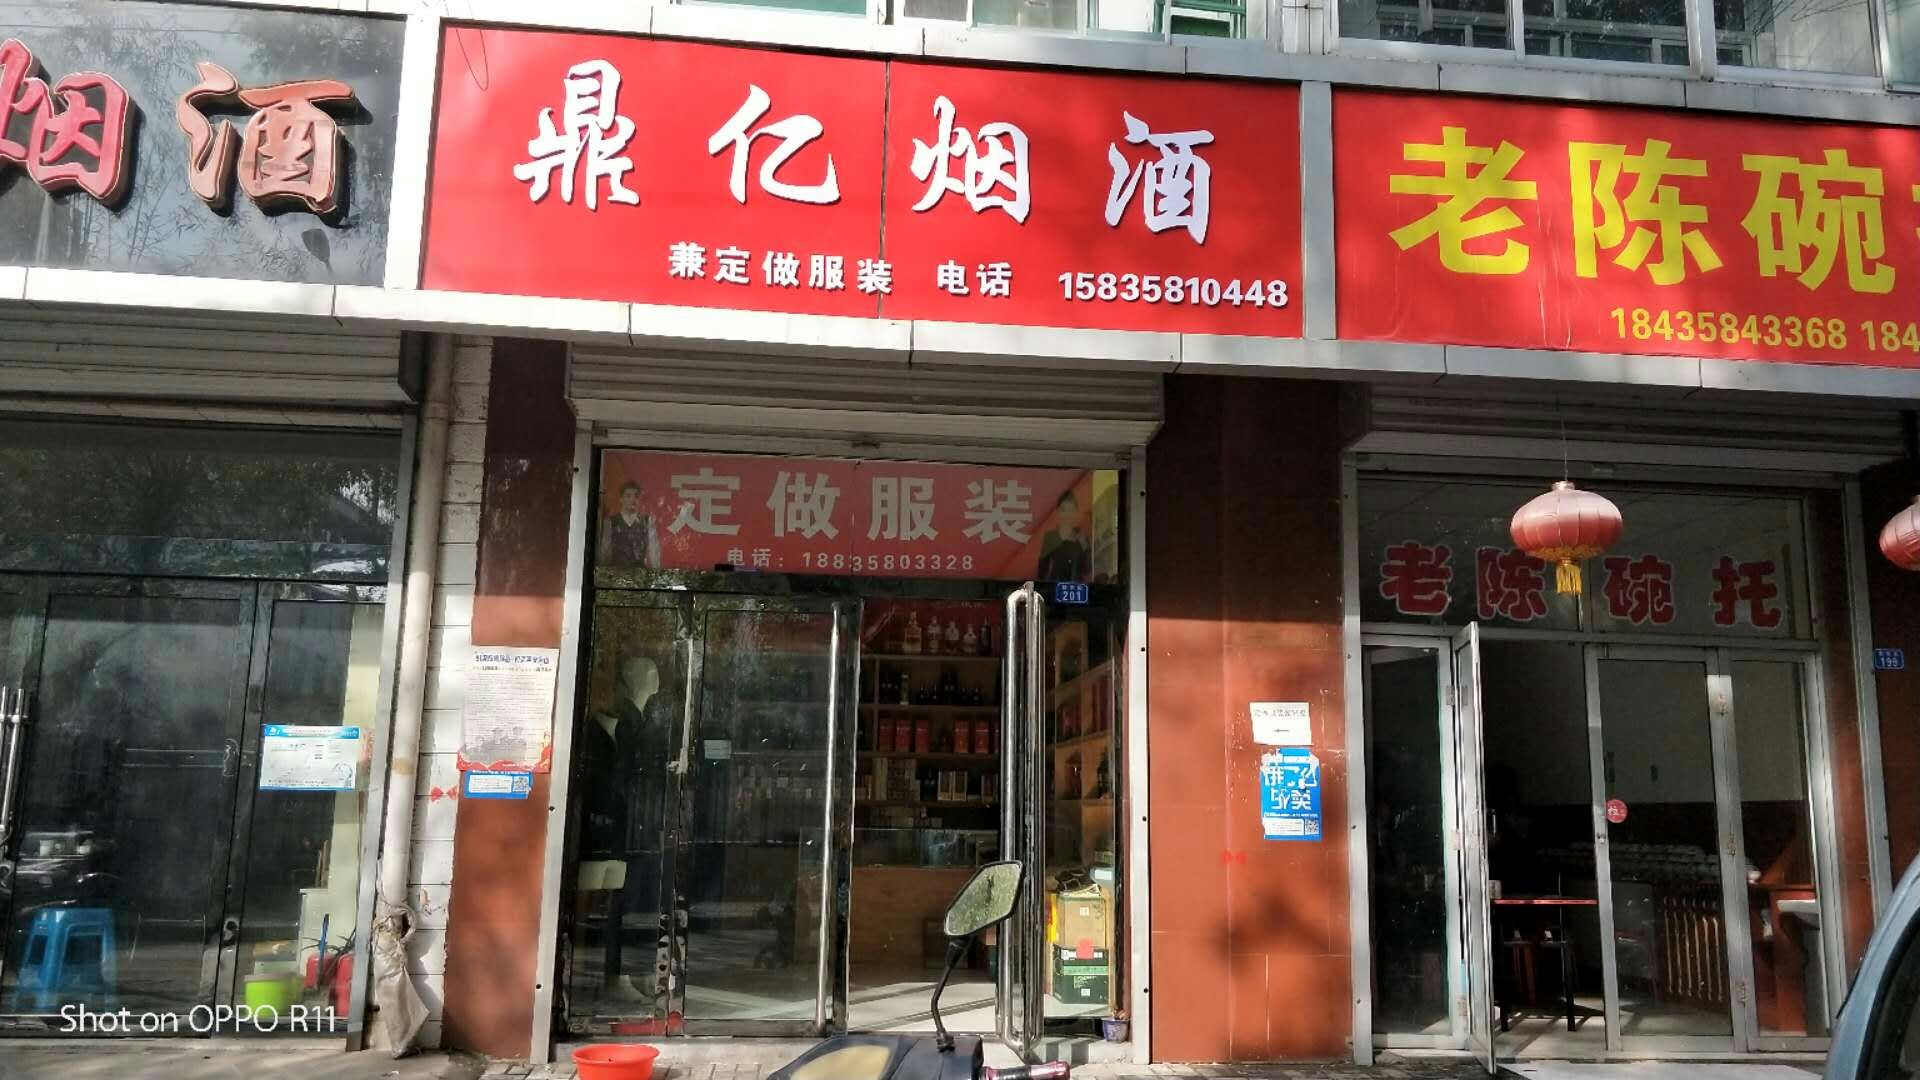 烟酒
鼎亿烟酒
兼定做服装 电话 15835810448
老陈碗
18435843368 184
定做服装
电话：18835803328
201
老陈碗托
199
Shot on OPPO R11